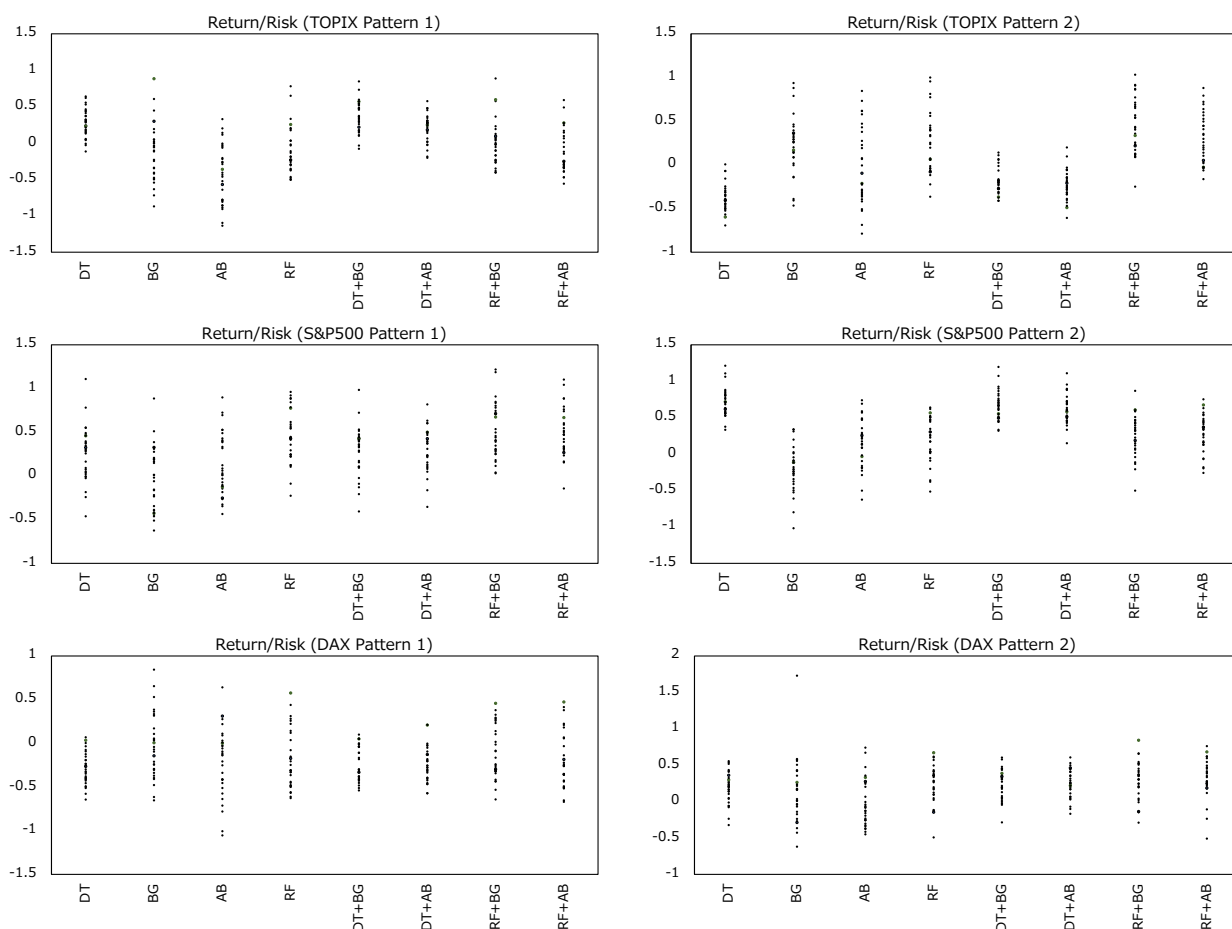 Return/Risk (TOPIX Pattern 1)
1.5
1
0.5
0
-0.5
-1
-1.5
DT
BG
AB
RF
DT+BG
DT+AB
RF+BG
RF+AB
Return/Risk (TOPIX Pattern 2)
1.5
1
0.5
0
-0.5
-1
DT
BG
AB
RF
DT+BG
DT+AB
RF+BG
RF+AB
Return/Risk (S&P500 Pattern 1)
1.5
1
0.5
0
-0.5
-1
DT
BG
AB
RF
DT+BG
DT+AB
RF+BG
RF+AB
Return/Risk (S&P500 Pattern 2)
1.5
1
0.5
0
-0.5
-1
-1.5
DT
BG
AB
RF
DT+BG
DT+AB
RF+BG
RF+AB
Return/Risk (DAX Pattern 1)
1
0.5
0
-0.5
-1
-1.5
DT
BG
AB
RF
DT+BG
DT+AB
RF+BG
RF+AB
Return/Risk (DAX Pattern 2)
2
1.5
1
0.5
0
-0.5
-1
DT
BG
AB
RF
DT+BG
DT+AB
RF+BG
RF+AB